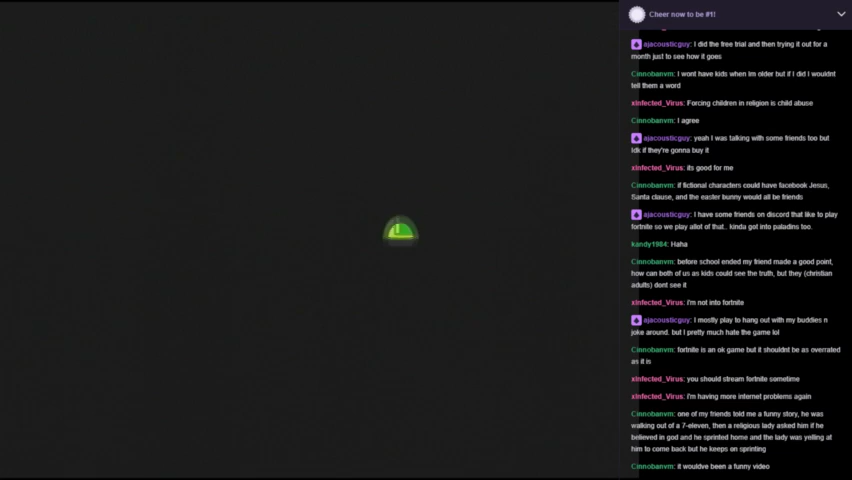 Cheer now to be #1!
ajacousticguy: I did the free trial and then trying it out for a
month just to see how it goes
Cinnobanvm: I wont have kids when im older but if I did I wouldnt
tell them a word
xInfected_Virus: Forcing children in religion is child abuse
Cinnobanvm: I agree
ajacousticguy: yeah I was talking with some friends too but
Idk if they're gonna buy it
xInfected_Virus: its good for me
Cinnobanvm: if fictional characters could have facebook Jesus,
Santa clause, and the easter bunny would all be friends
ajacousticguy: I have some friends on discord that like to play
fortnite so we play allot of that.. kinda got into paladins too.
kandy1984: Haha
Cinnobanvm: before school ended my friend made a good point,
how can both of us as kids could see the truth, but they (christian
adults) dont see it
xInfected_Virus: i'm not into fortnite
ajacousticguy: I mostly play to hang out with my buddies n
joke around. but I pretty much hate the game lol
Cinnobanvm: fortnite is an ok game but it shouldnt be as overrated
as it is
xInfected_Virus: you should stream fortnite sometime
xInfected_Virus: i'm having more internet problems again
Cinnobanvm: one of my friends told me a funny story, he was
walking out of a 7-eleven, then a religious lady asked him if he
believed in god and he sprinted home and the lady was yelling at
him to come back but he keeps on sprinting
Cinnobanvm: it wouldve been a funny video